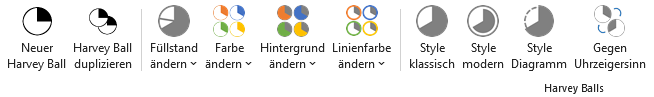 Neuer
Harvey Ball
Harvey Ball
duplizieren
Füllstand
ändern
Farbe
ändern
Hintergrund
ändern
Linienfarbe
ändern
Style
klassisch
Style
modern
Style
Diagramm
Gegen
Uhrzeigersinn
Harvey Balls